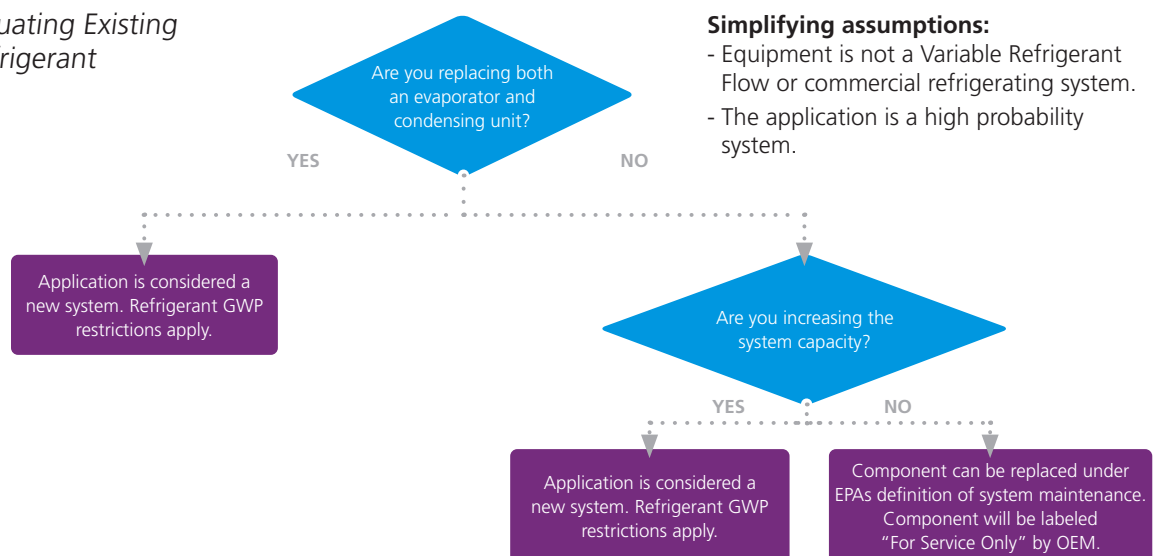 uating Existing
frigerant
Simplifying assumptions:
- Equipment is not a Variable Refrigerant
Flow or commercial refrigerating system.
- The application is a high probability
system.
Are you replacing both
an evaporator and
condensing unit?
YES
NO
Application is considered a
new system. Refrigerant GWP
restrictions apply.
Are you increasing the
system capacity?
YES
NO
Application is considered a
new system. Refrigerant GWP
restrictions apply.
Component can be replaced under
EPAs definition of system maintenance.
Component will be labeled
“For Service Only” by OEM.